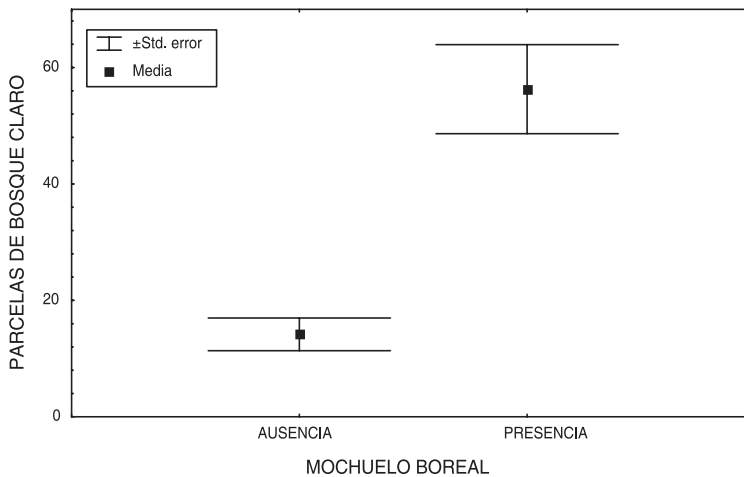 ±Std. error
Media
60
40
20
0
PARCELAS DE BOSQUE CLARO
AUSENCIA
PRESENCIA
MOCHUELO BOREAL